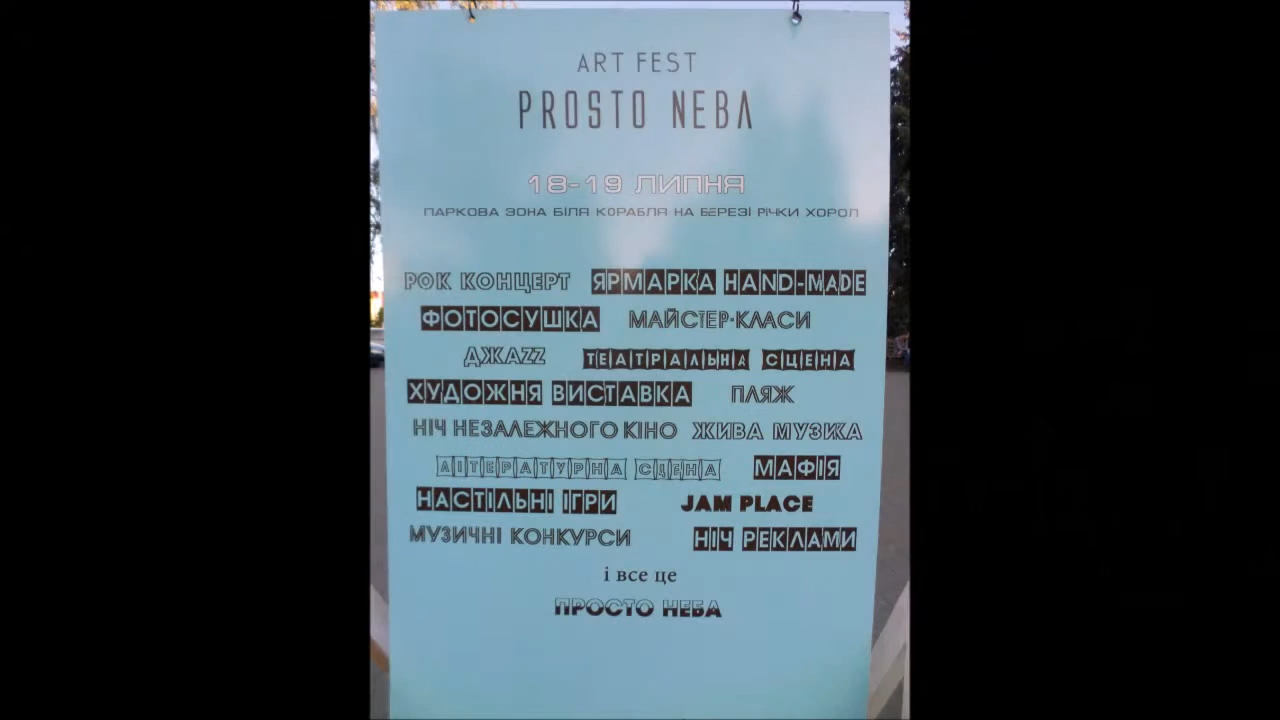 ART FEST
PROSTO NEBA
18-19 ЛИПНЯ
ПАРКОВА ЗОНА БІЛЯ КОРАБЛЯ НА БЕРЕЗІ РІЧКИ ХОРОЛ
РОК КОНЦЕРТ ЯРМАРКА HAND-MADE
ФОТОСУШКА МАЙСТЕР-КЛАСИ
ДЖAZZ ТЕАТРАЛЬНА СЦЕНА
ХУДОЖНЯ ВИСТАВКА ПЛЯЖ
НІЧ НЕЗАЛЕЖНОГО КІНО ЖИВА МУЗИКА
ЛІТЕРАТУРНА СЦЕНА МАФІЯ
НАСТІЛЬНІ ІГРИ JAM PLACE
МУЗИЧНІ КОНКУРСИ НІЧ РЕКЛАМИ
і все це
ПРОСТО НЕБА